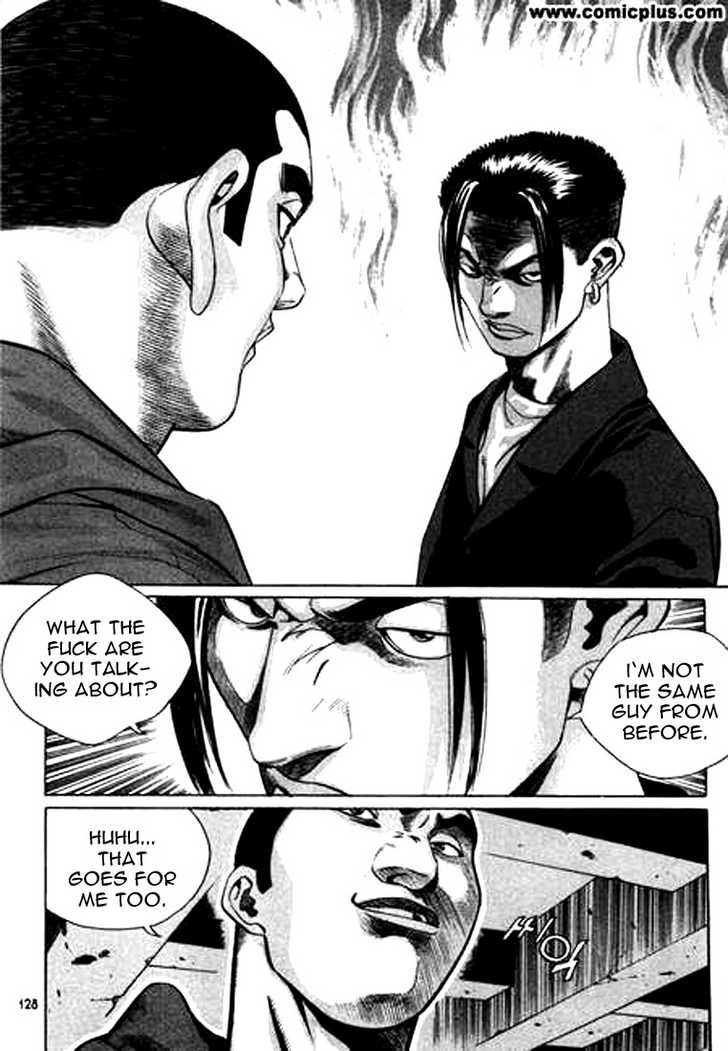 www.comicplus.com
WHAT THE
FUCK ARE
YOU TALK-
ING ABOUT?
I'M NOT
THE SAME
GUY FROM
BEFORE.
HUHU...
THAT
GOES FOR
ME TOO.
128